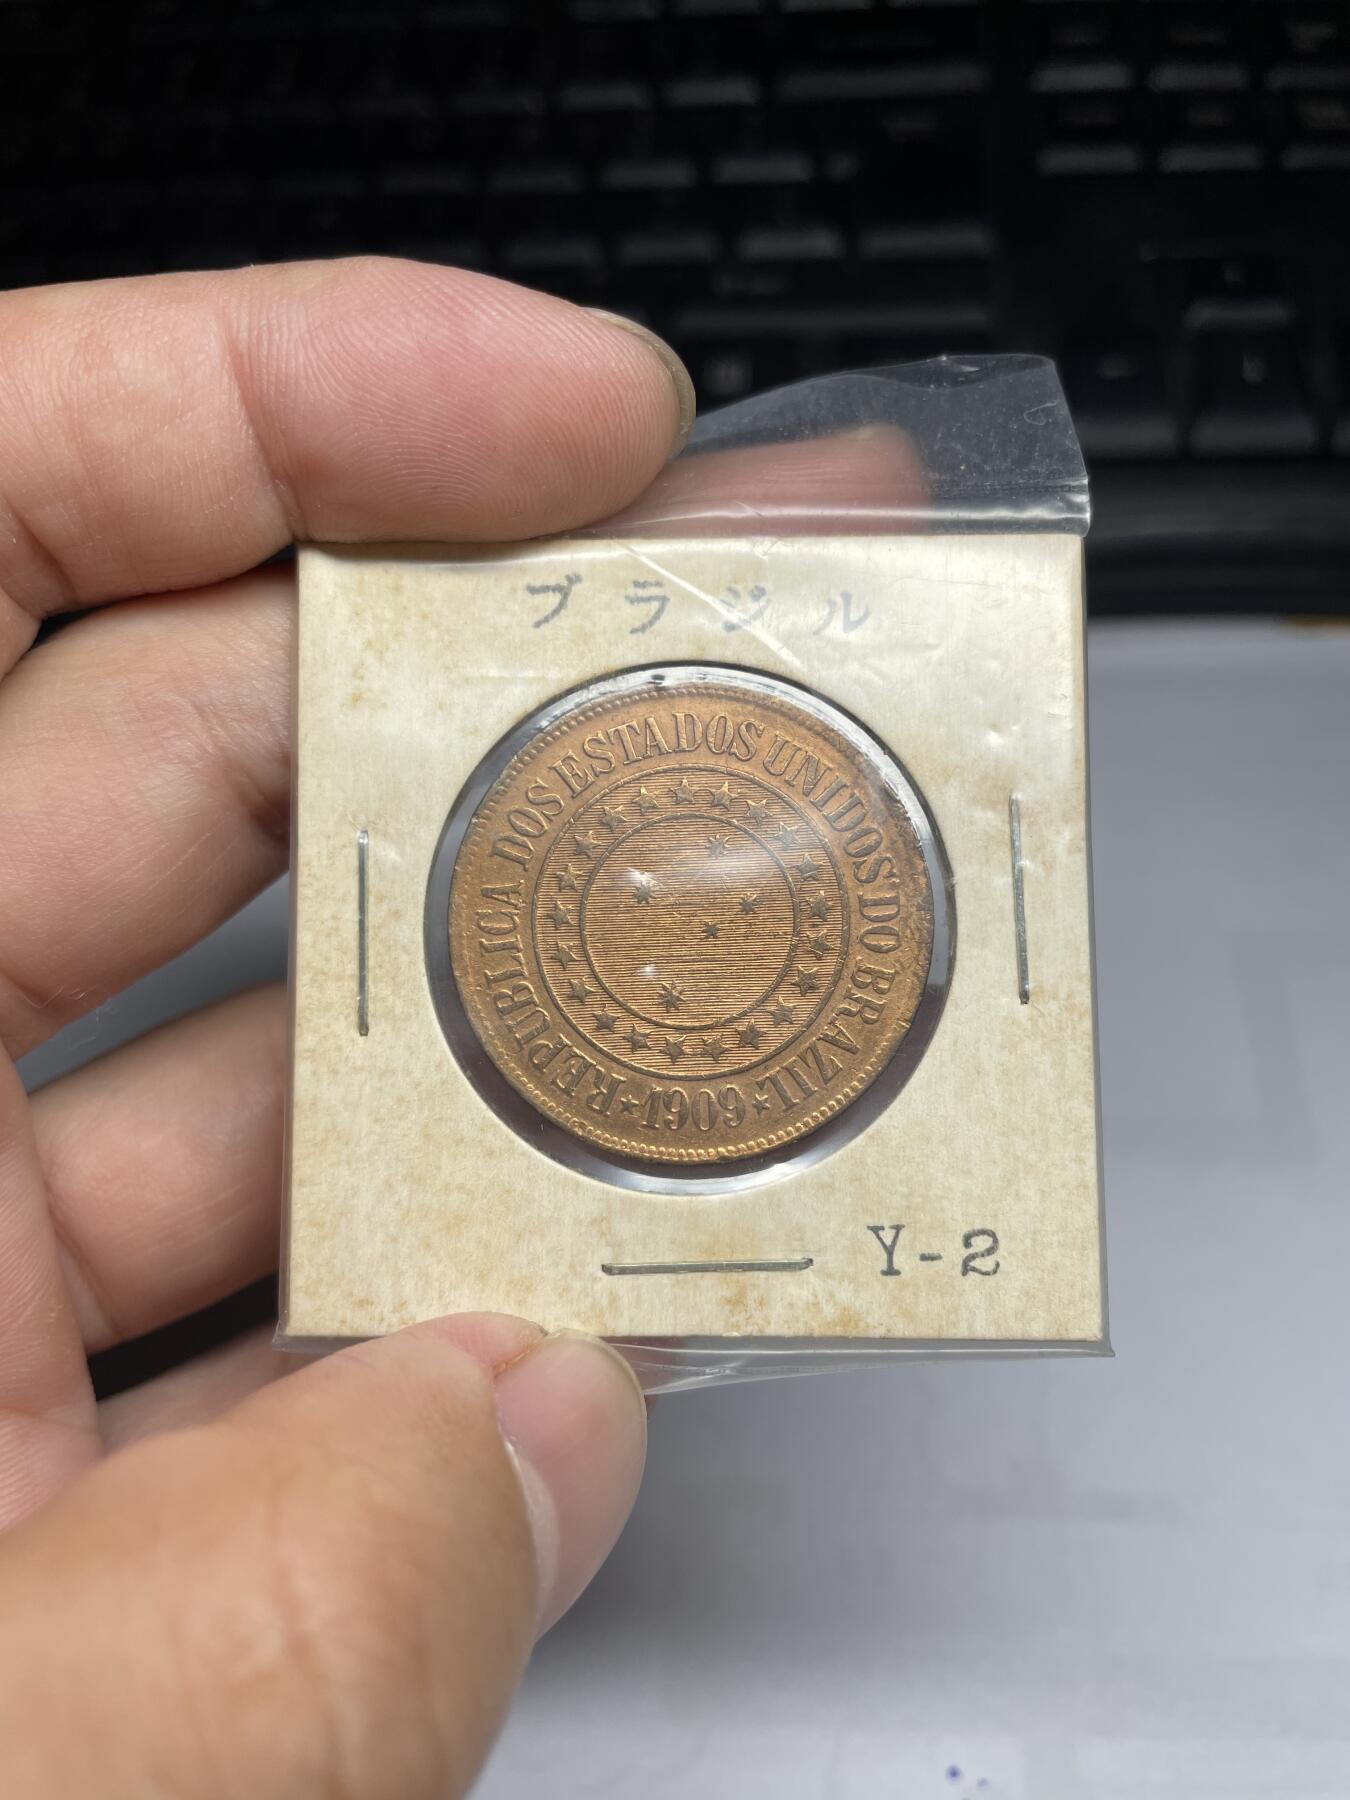 ブラジル
REPUBLICA DOS ESTADOS UNIDOS DO BRAZIL
★1909★
Y-2